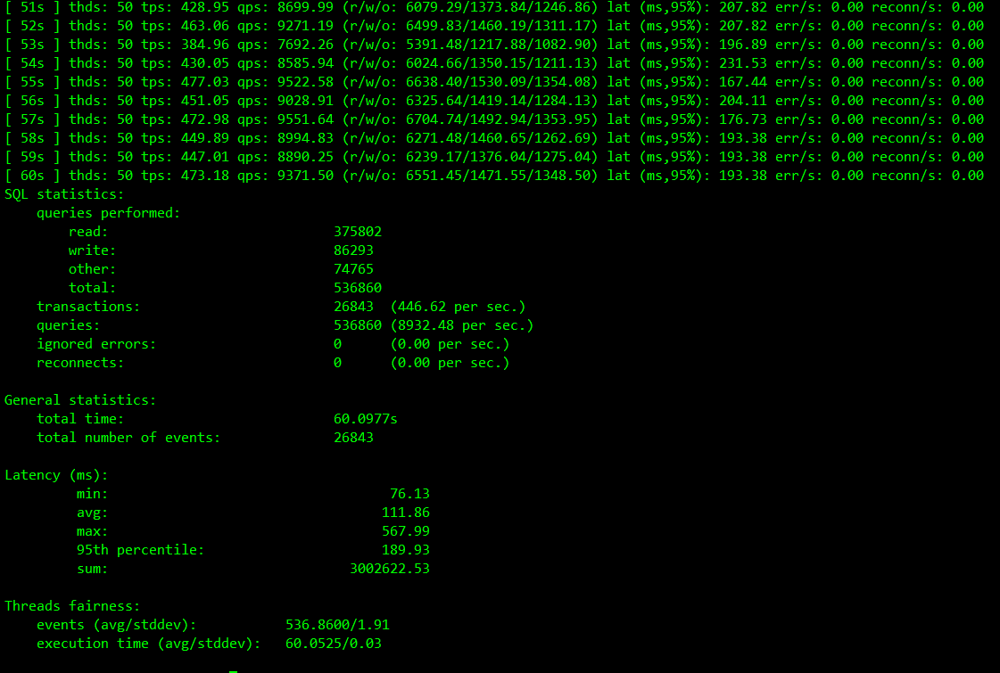 [ 51s ] thds: 50 tps: 428.95 qps: 8699.99 (r/w/o: 6079.29/1373.84/1246.86) lat (ms,95%): 207.82 err/s: 0.00 reconn/s: 0.00
[ 52s ] thds: 50 tps: 463.06 qps: 9271.19 (r/w/o: 6499.83/1460.19/1311.17) lat (ms,95%): 207.82 err/s: 0.00 reconn/s: 0.00
[ 53s ] thds: 50 tps: 384.96 qps: 7692.26 (r/w/o: 5391.48/1217.88/1082.90) lat (ms,95%): 196.89 err/s: 0.00 reconn/s: 0.00
[ 54s ] thds: 50 tps: 430.05 qps: 8585.94 (r/w/o: 6024.66/1350.15/1211.13) lat (ms,95%): 231.53 err/s: 0.00 reconn/s: 0.00
[ 55s ] thds: 50 tps: 477.03 qps: 9522.58 (r/w/o: 6638.40/1530.09/1354.08) lat (ms,95%): 167.44 err/s: 0.00 reconn/s: 0.00
[ 56s ] thds: 50 tps: 451.05 qps: 9028.91 (r/w/o: 6325.64/1419.14/1284.13) lat (ms,95%): 204.11 err/s: 0.00 reconn/s: 0.00
[ 57s ] thds: 50 tps: 472.98 qps: 9551.64 (r/w/o: 6704.74/1492.94/1353.95) lat (ms,95%): 176.73 err/s: 0.00 reconn/s: 0.00
[ 58s ] thds: 50 tps: 449.89 qps: 8994.83 (r/w/o: 6271.48/1460.65/1262.69) lat (ms,95%): 193.38 err/s: 0.00 reconn/s: 0.00
[ 59s ] thds: 50 tps: 447.01 qps: 8890.25 (r/w/o: 6239.17/1376.04/1275.04) lat (ms,95%): 193.38 err/s: 0.00 reconn/s: 0.00
[ 60s ] thds: 50 tps: 473.18 qps: 9371.50 (r/w/o: 6551.45/1471.55/1348.50) lat (ms,95%): 193.38 err/s: 0.00 reconn/s: 0.00
SQL statistics:
    queries performed:
        read:                            375802
        write:                           86293
        other:                           74765
        total:                           536860
    transactions:                        26843  (446.62 per sec.)
    queries:                             536860 (8932.48 per sec.)
    ignored errors:                      0      (0.00 per sec.)
    reconnects:                          0      (0.00 per sec.)

General statistics:
    total time:                          60.0977s
    total number of events:              26843

Latency (ms):
         min:                                   76.13
         avg:                                  111.86
         max:                                  567.99
         95th percentile:                      189.93
         sum:                              3002622.53

Threads fairness:
    events (avg/stddev):           536.8600/1.91
    execution time (avg/stddev):   60.0525/0.03